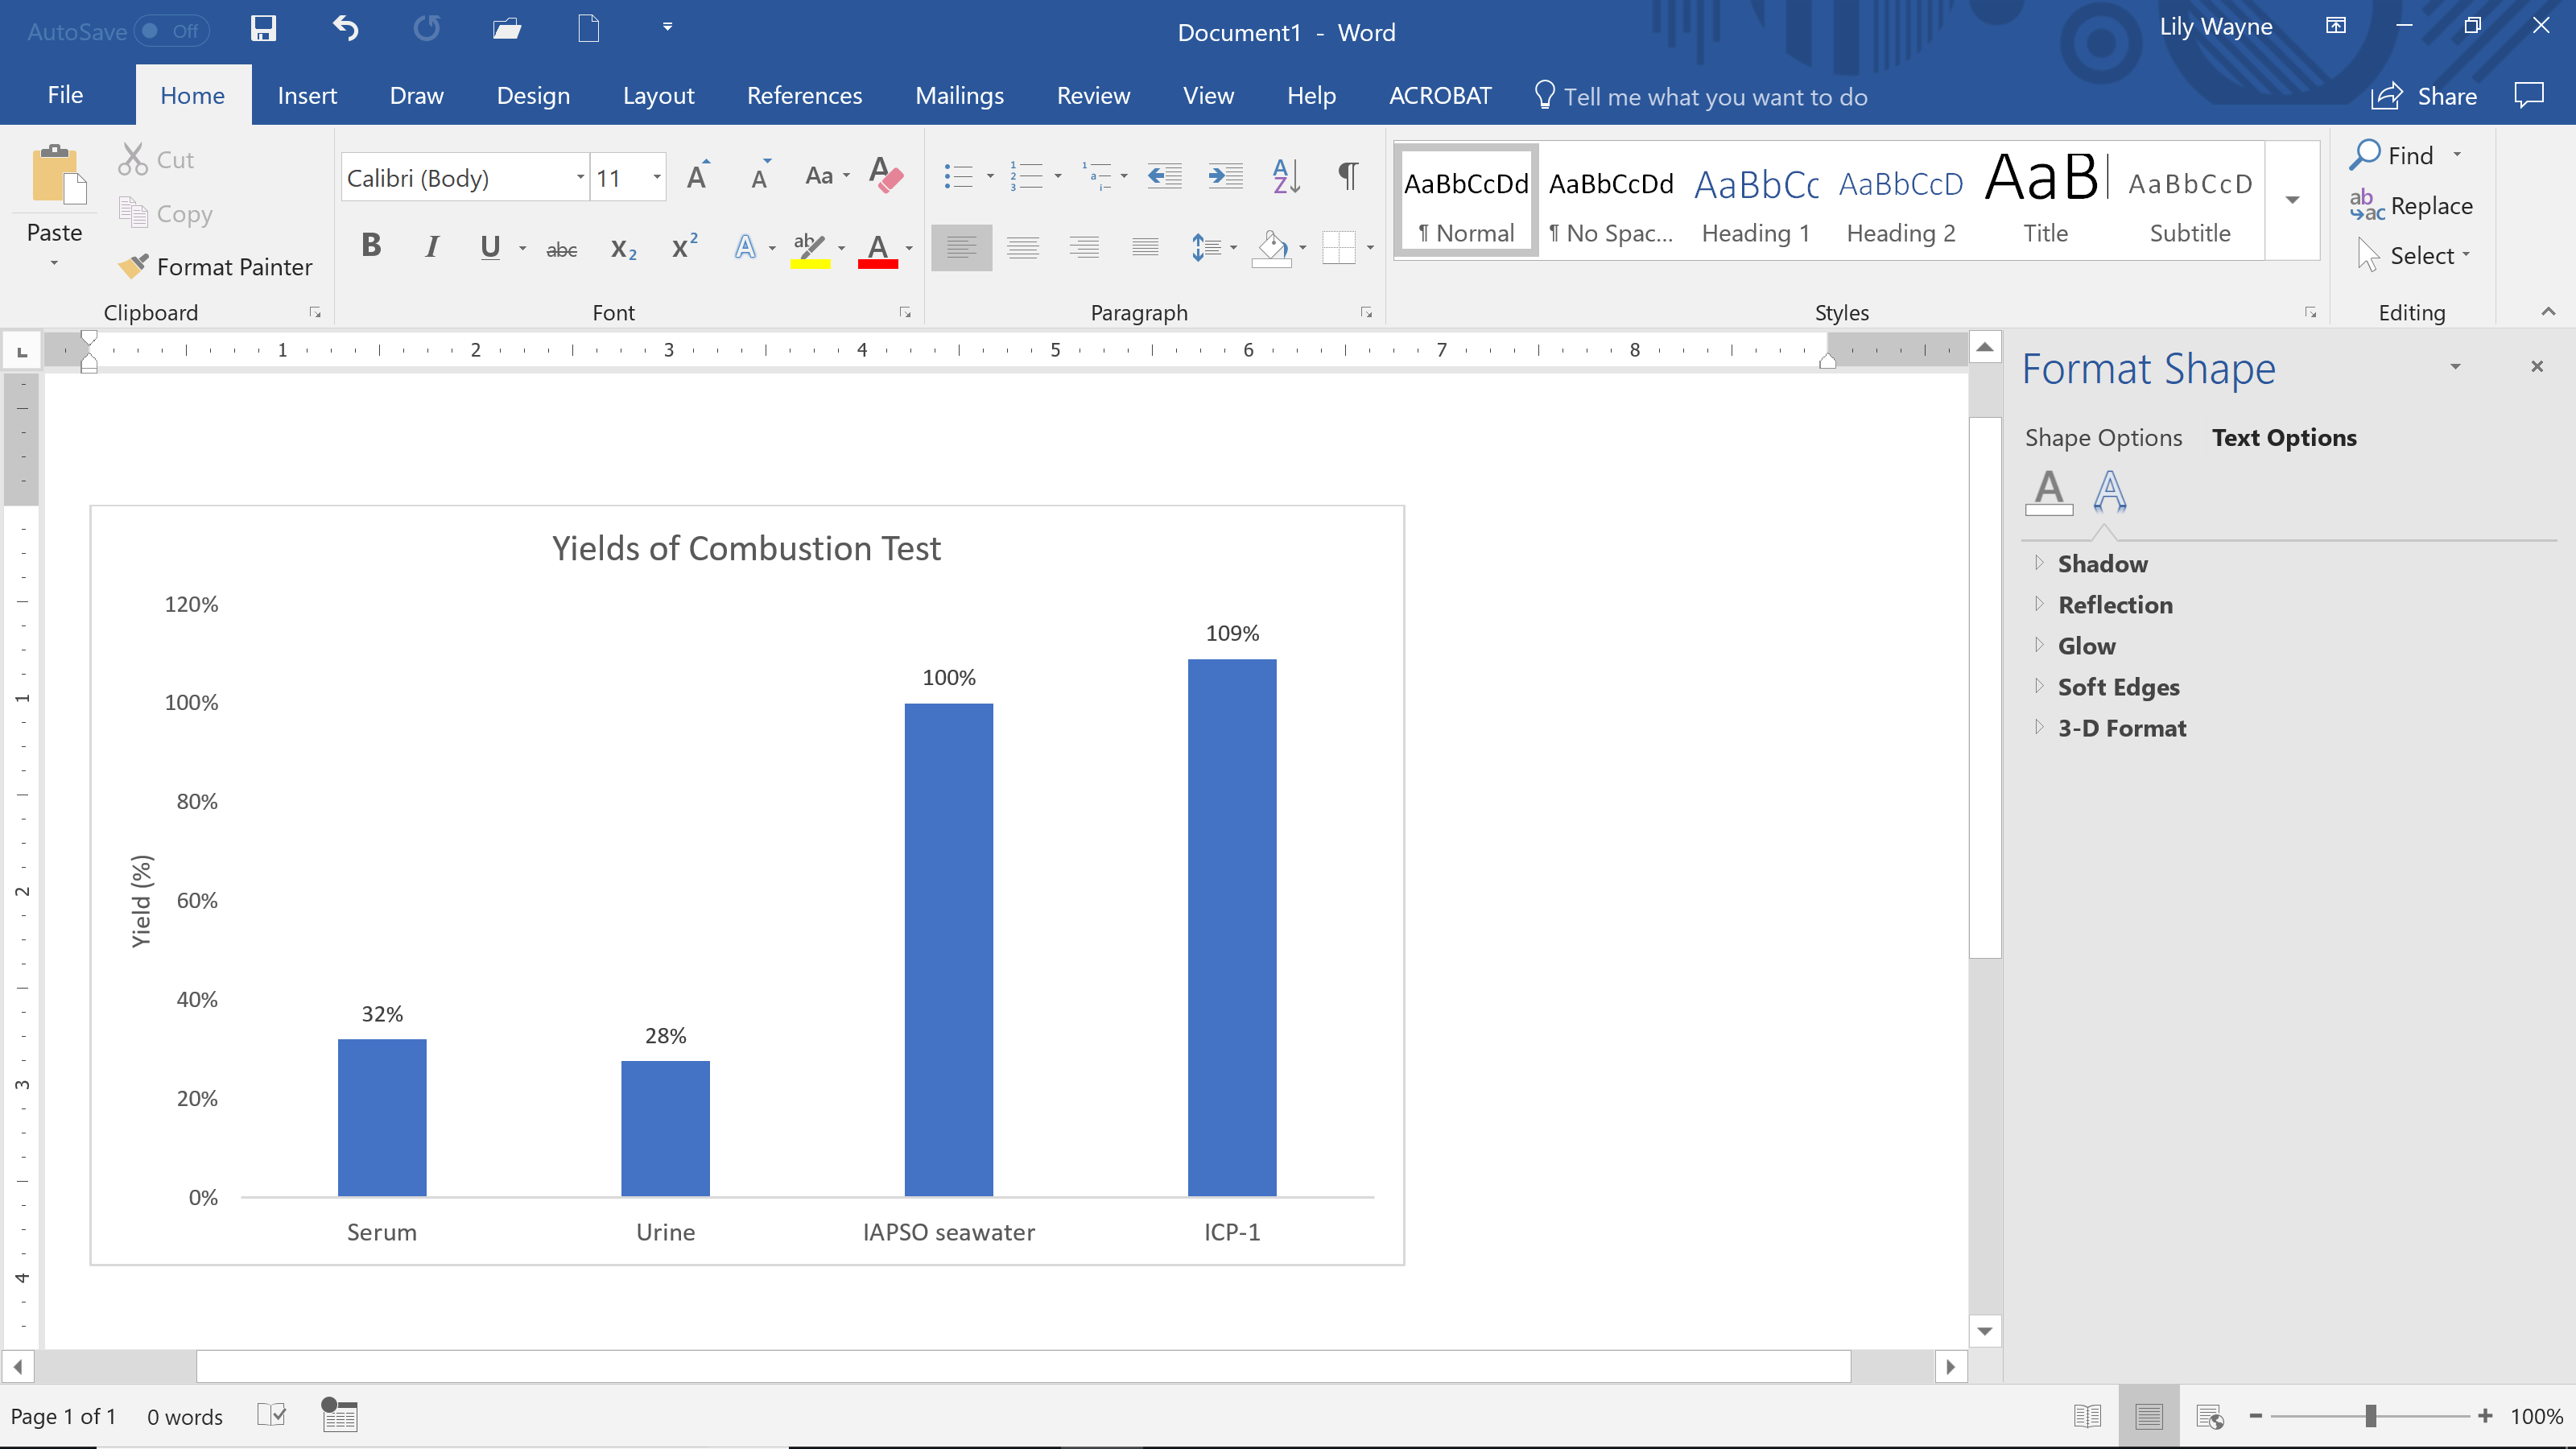 AutoSave Off
Document1 - Word
Lily Wayne
File Home Insert Draw Design Layout References Mailings Review View Help ACROBAT Tell me what you want to do Share
Paste
Cut
Copy
Format Painter
Clipboard
Calibri (Body) 11
Font
Paragraph
AaBbCcDd AaBbCcDd AaBbCc AaBbCcD AaB AaBbCcD
¶ Normal ¶ No Spac... Heading 1 Heading 2 Title Subtitle
Styles
Find
Replace
Select
Editing
1 2 3 4 5 6 7 8
1
2
3
4
Yields of Combustion Test
Yield (%)
120%
100%
80%
60%
40%
20%
0%
32%
28%
100%
109%
Serum Urine IAPSO seawater ICP-1
Format Shape
Shape Options Text Options
Shadow
Reflection
Glow
Soft Edges
3-D Format
Page 1 of 1 0 words
100%